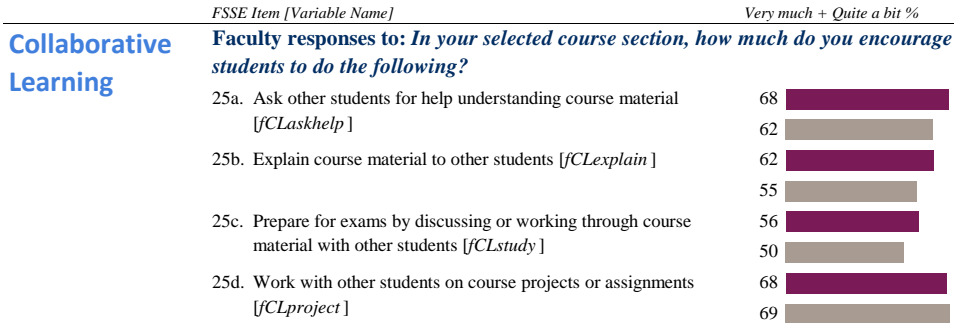 FSSE Item [Variable Name] Very much + Quite a bit %
Collaborative
Learning
Faculty responses to: In your selected course section, how much do you encourage
students to do the following?
25a. Ask other students for help understanding course material 68
[fCLaskhelp] 62
25b. Explain course material to other students [fCLexplain] 62
55
25c. Prepare for exams by discussing or working through course 56
material with other students [fCLstudy] 50
25d. Work with other students on course projects or assignments 68
[fCLproject] 69